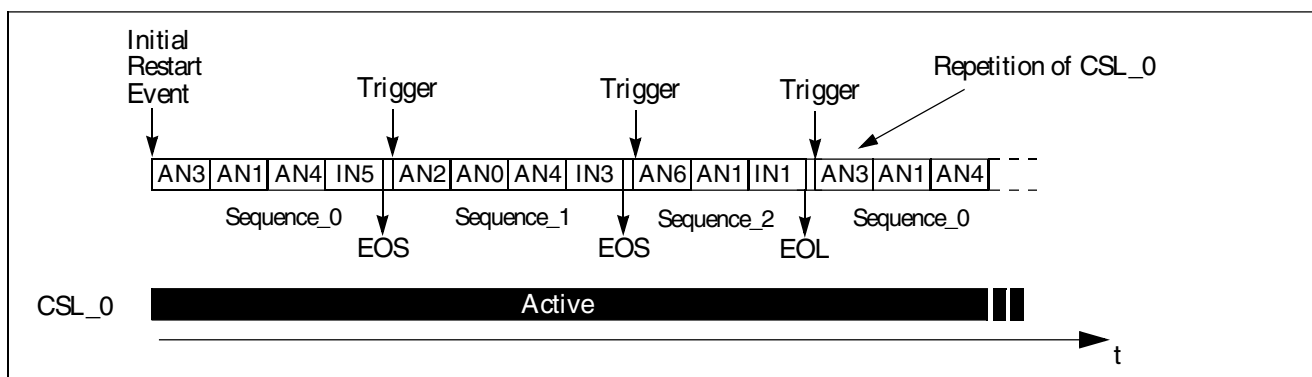 Initial
Restart
Event
Trigger
Trigger
Trigger
Repetition of CSL_0
AN3 AN1 AN4 IN5 AN2 AN0 AN4 IN3 AN6 AN1 IN1 AN3 AN1 AN4
Sequence_0 Sequence_1 Sequence_2 Sequence_0
EOS EOS EOL
CSL_0 Active
t